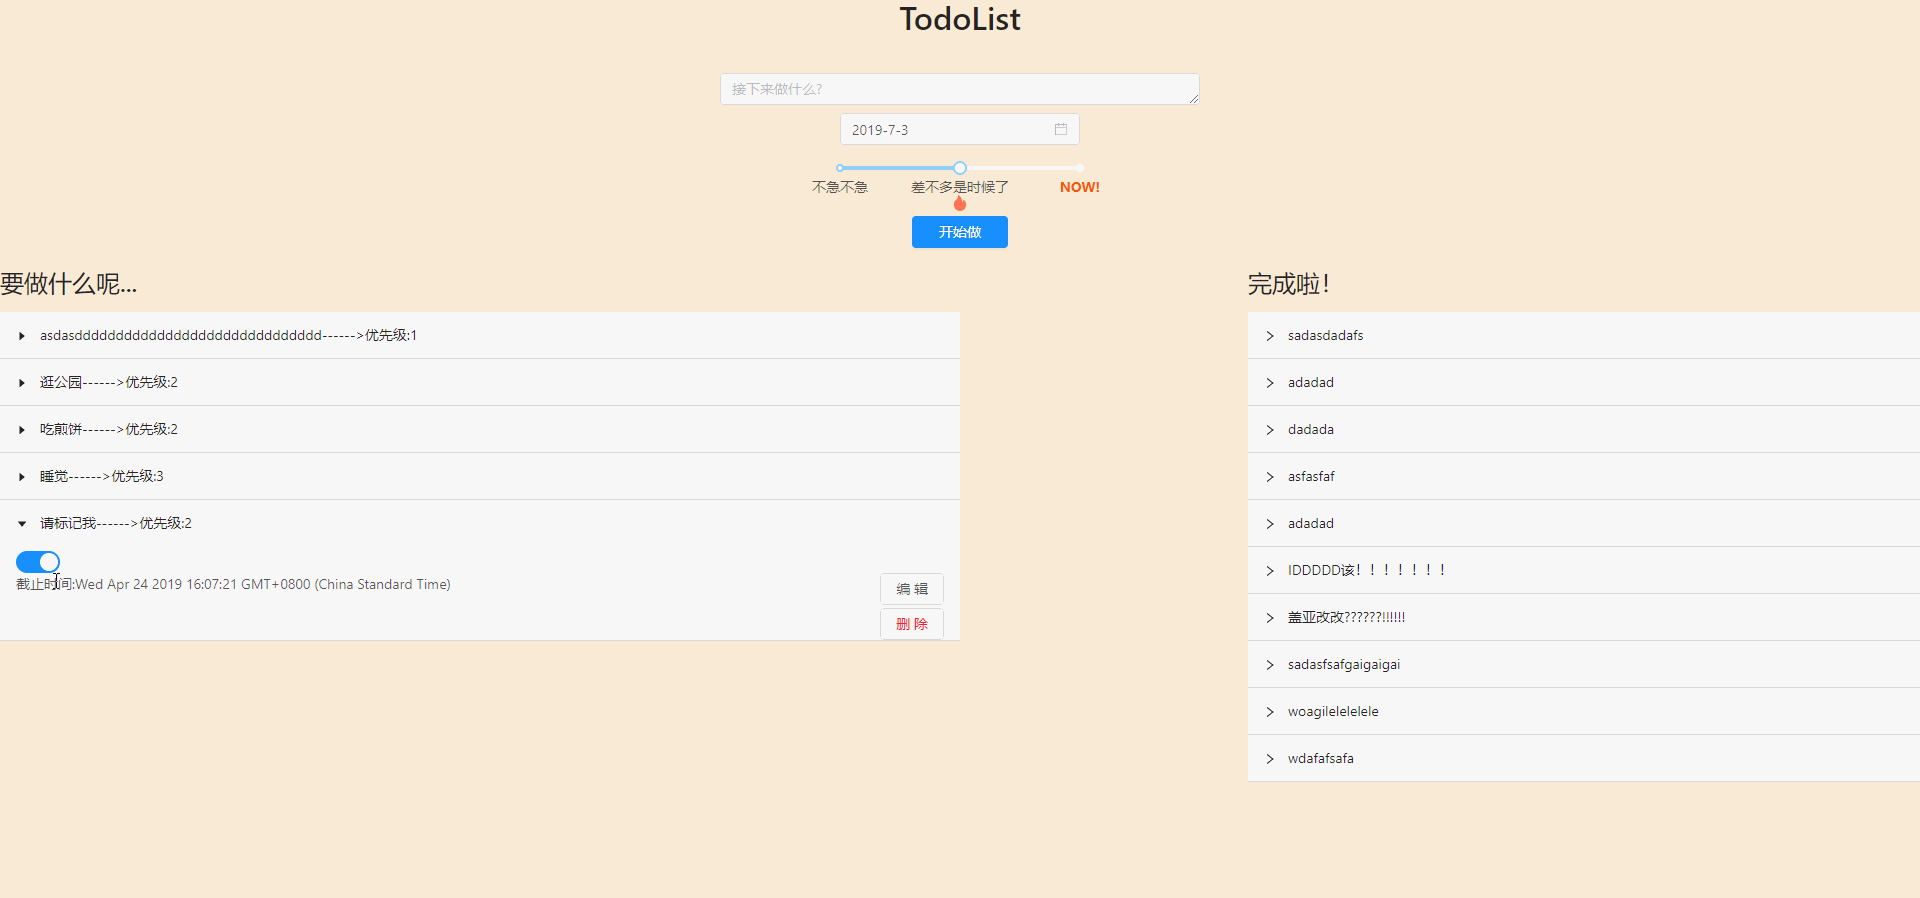 TodoList
接下来做什么?
2019-7-3
不急不急
差不多是时候了
NOW!
开始做
要做什么呢...
asdasddddddddddddddddddddddddddddddd------>优先级:1
逛公园------>优先级:2
吃煎饼------>优先级:2
睡觉------>优先级:3
请标记我------>优先级:2
截止时间:Wed Apr 24 2019 16:07:21 GMT+0800 (China Standard Time)
编 辑
删 除
完成啦!
sadasdadafs
adadad
dadada
asfasfaf
adadad
IDDDDD该！！！！！！！
盖亚改改??????!!!!!!
sadasfsafgaigaigai
woagilelelelele
wdafafsafa